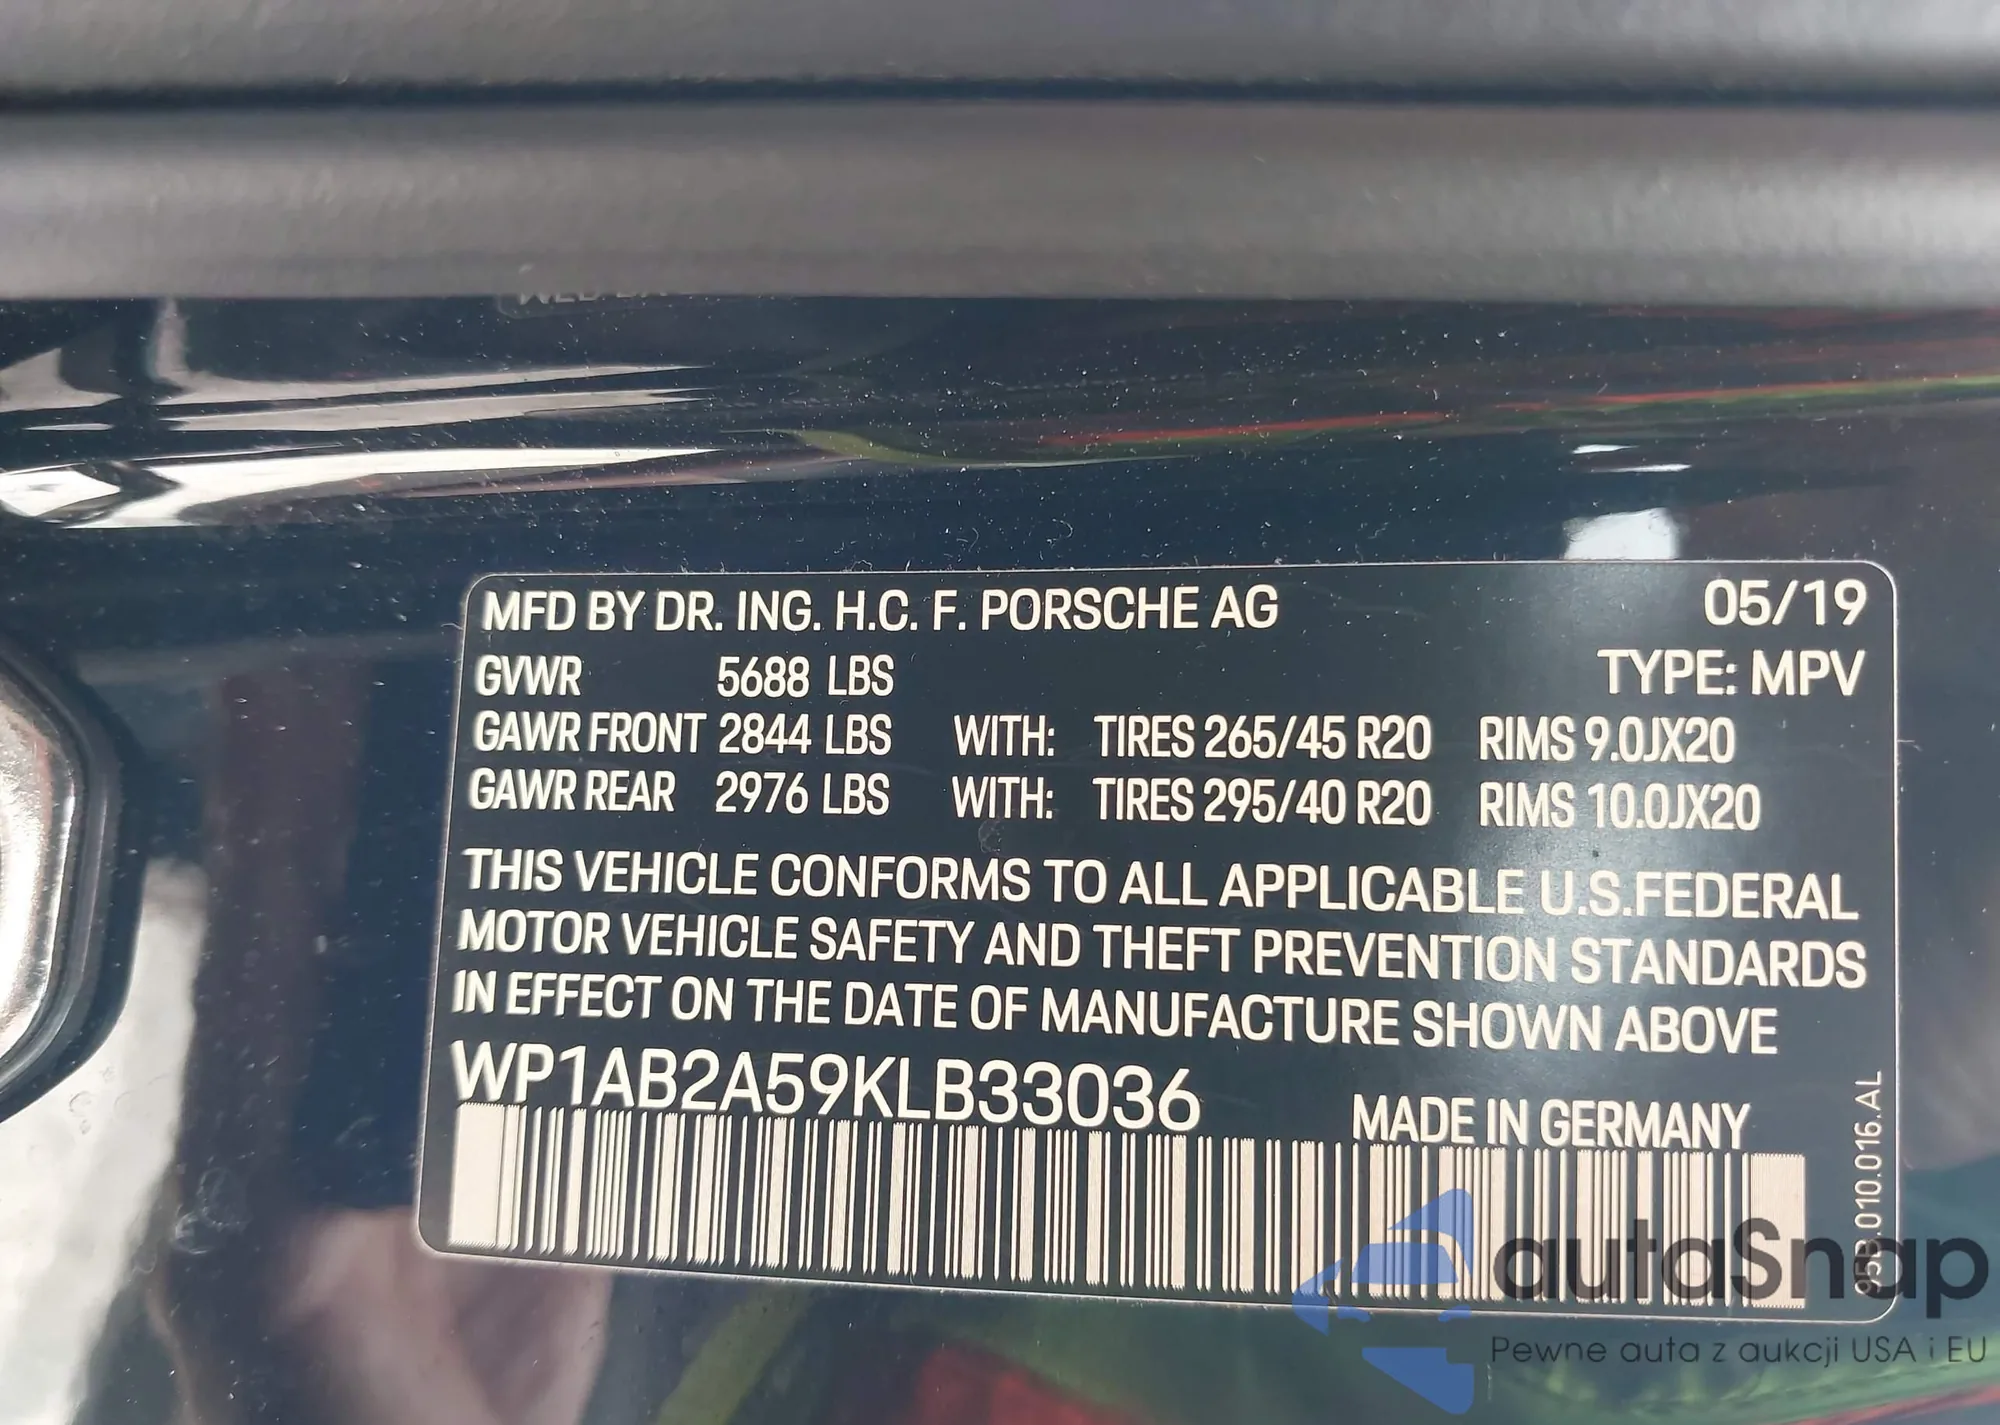 MFD BY DR. ING. H.C. F. PORSCHE AG 05/19
GVWR 5688 LBS TYPE: MPV
GAWR FRONT 2844 LBS WITH: TIRES 265/45 R20 RIMS 9.0JX20
GAWR REAR 2976 LBS WITH: TIRES 295/40 R20 RIMS 10.0JX20
THIS VEHICLE CONFORMS TO ALL APPLICABLE U.S.FEDERAL
MOTOR VEHICLE SAFETY AND THEFT PREVENTION STANDARDS
IN EFFECT ON THE DATE OF MANUFACTURE SHOWN ABOVE
WP1AB2A59KLB33036
MADE IN GERMANY
95B.010.016.AL
autaSnap
Pewne auta z aukcji USA i EU